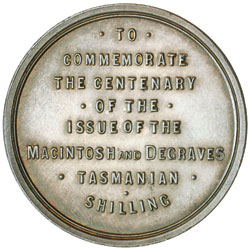 · TO ·
COMMEMORATE
THE CENTENARY
· OF THE ·
ISSUE OF THE
MACINTOSH AND DEGRAVES
· TASMANIAN ·
SHILLING